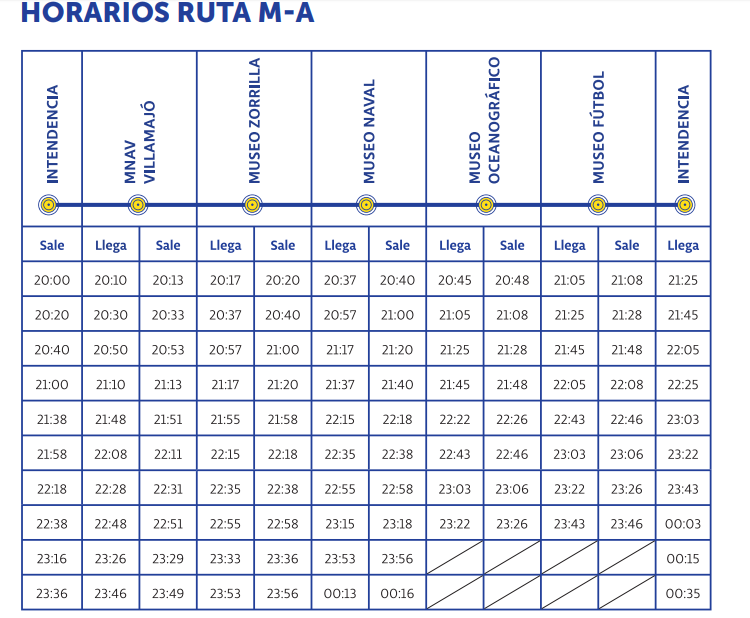 HORARIOS RUTA M-A
INTENDENCIA
MNAV
VILLAMAJÓ
MUSEO ZORRILLA
MUSEO NAVAL
MUSEO
OCEANOGRÁFICO
MUSEO FÚTBOL
INTENDENCIA
Sale Llega Sale Llega Sale Llega Sale Llega Sale Llega Sale Llega
20:00 20:10 20:13 20:17 20:20 20:37 20:40 20:45 20:48 21:05 21:08 21:25
20:20 20:30 20:33 20:37 20:40 20:57 21:00 21:05 21:08 21:25 21:28 21:45
20:40 20:50 20:53 20:57 21:00 21:17 21:20 21:25 21:28 21:45 21:48 22:05
21:00 21:10 21:13 21:17 21:20 21:37 21:40 21:45 21:48 22:05 22:08 22:25
21:38 21:48 21:51 21:55 21:58 22:15 22:18 22:22 22:26 22:43 22:46 23:03
21:58 22:08 22:11 22:15 22:18 22:35 22:38 22:43 22:46 23:03 23:06 23:22
22:18 22:28 22:31 22:35 22:38 22:55 22:58 23:03 23:06 23:22 23:26 23:43
22:38 22:48 22:51 22:55 22:58 23:15 23:18 23:22 23:26 23:43 23:46 00:03
23:16 23:26 23:29 23:33 23:36 23:53 23:56 00:15
23:36 23:46 23:49 23:53 23:56 00:13 00:16 00:35